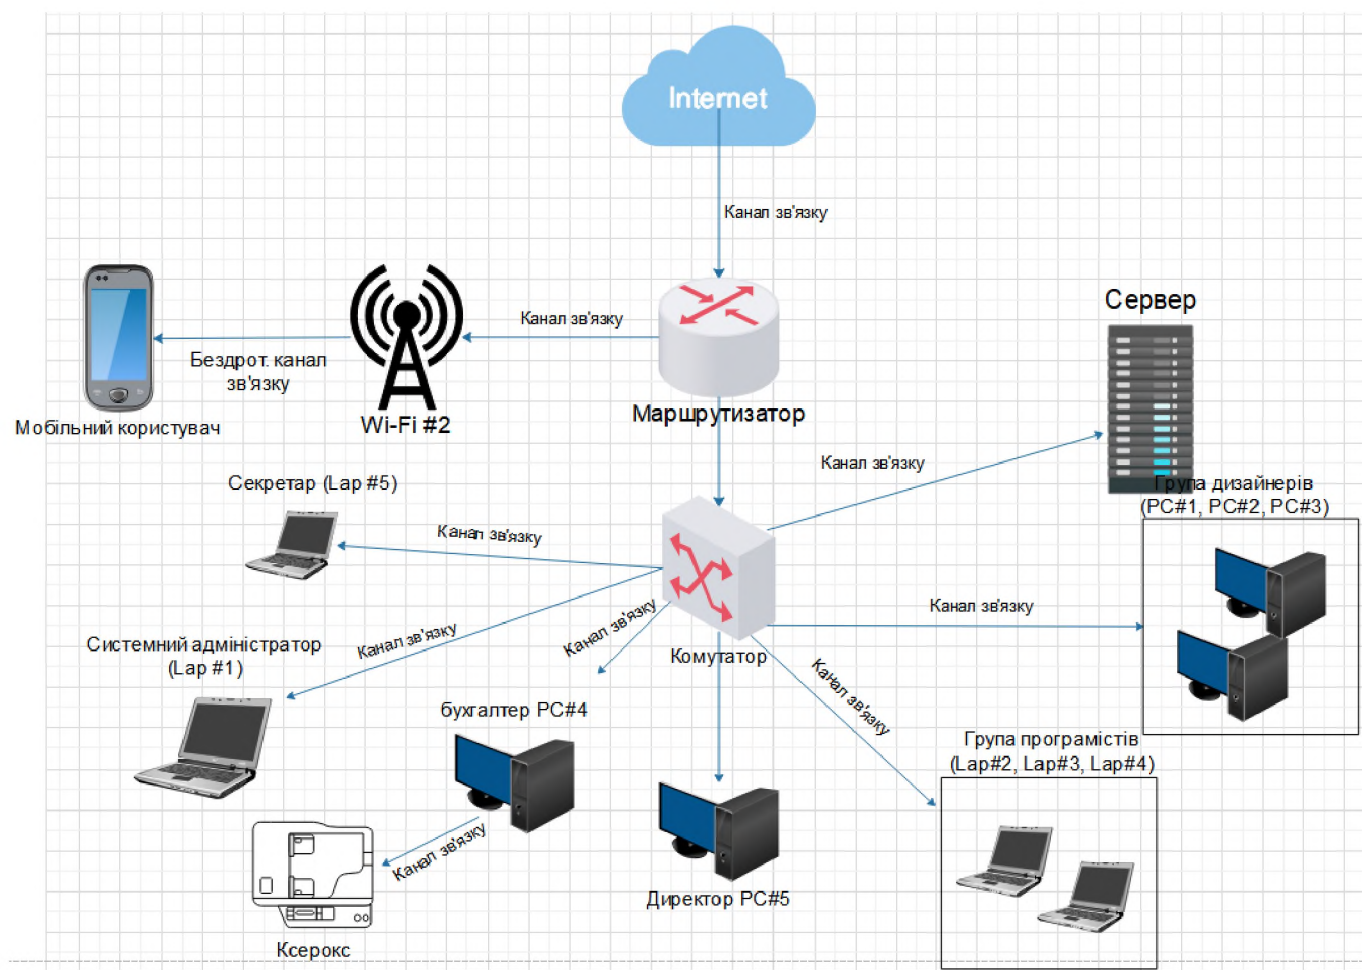 Internet
Канал зв'язку
Сервер
Канал зв'язку
Бездрот. канал
зв'язку
Wi-Fi #2
Маршрутизатор
Мобільний користувач
Канал зв'язку
Секретар (Lap #5)
Група дизайнерів
(PC#1, PC#2, PC#3)
Канал зв'язку
Канал зв'язку
Канал зв'язку
Канал зв'язку
Системний адміністратор
(Lap #1)
Комутатор
Канал зв'язку
бухгалтер PC#4
Група програмістів
(Lap#2, Lap#3, Lap#4)
Канал зв'язку
Директор PC#5
Ксерокс